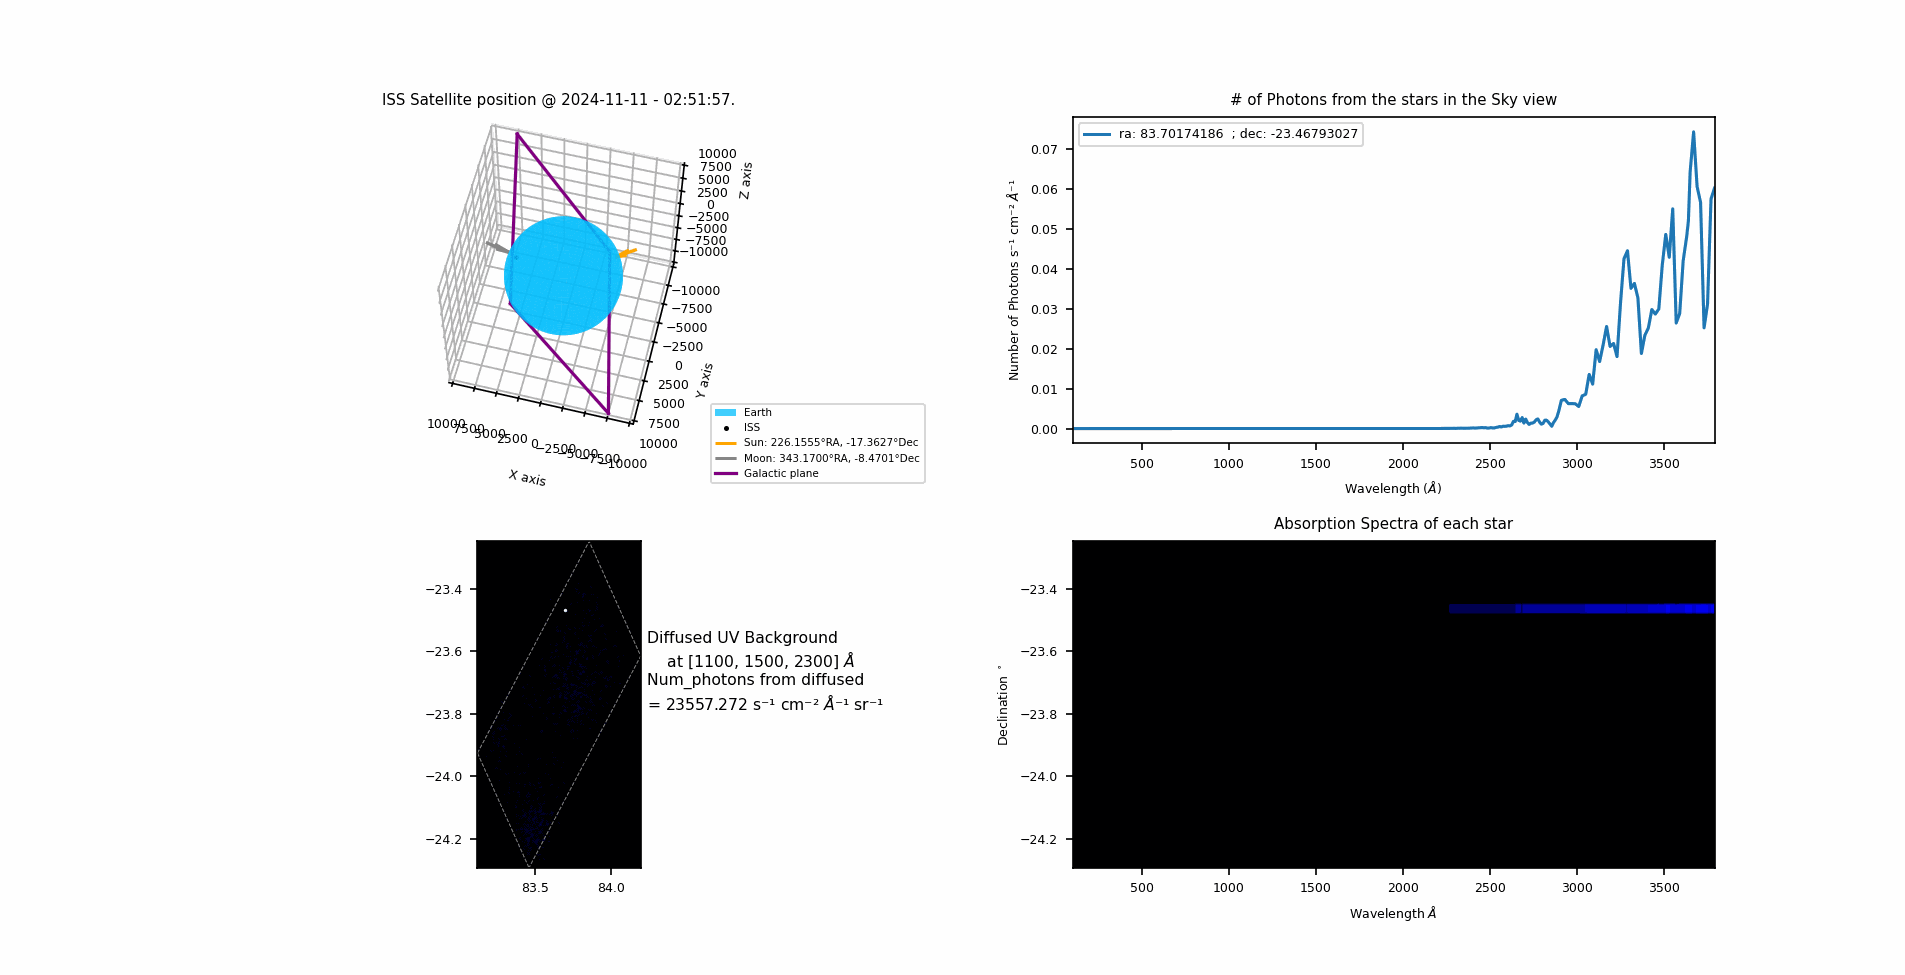 ISS Satellite position @ 2024-11-11 - 02:51:57.
10000
7500
5000
2500
0
−2500
−5000
−7500
−10000
Z axis
−10000
−7500
−5000
−2500
0
2500
5000
7500
10000
Y axis
10000
7500
5000
2500
0
−2500
−5000
−7500
−10000
X axis
Earth
ISS
Sun: 226.1555°RA, -17.3627°Dec
Moon: 343.1700°RA, -8.4701°Dec
Galactic plane
# of Photons from the stars in the Sky view
ra: 83.70174186  ; dec: -23.46793027
Number of Photons s⁻¹ cm⁻² Å⁻¹
0.07
0.06
0.05
0.04
0.03
0.02
0.01
0.00
500 1000 1500 2000 2500 3000 3500
Wavelength (Å)
−23.4
−23.6
−23.8
−24.0
−24.2
83.5 84.0
Diffused UV Background
at [1100, 1500, 2300] Å
Num_photons from diffused
= 23557.272 s⁻¹ cm⁻² Å⁻¹ sr⁻¹
Absorption Spectra of each star
Declination °
−23.4
−23.6
−23.8
−24.0
−24.2
500 1000 1500 2000 2500 3000 3500
Wavelength Å